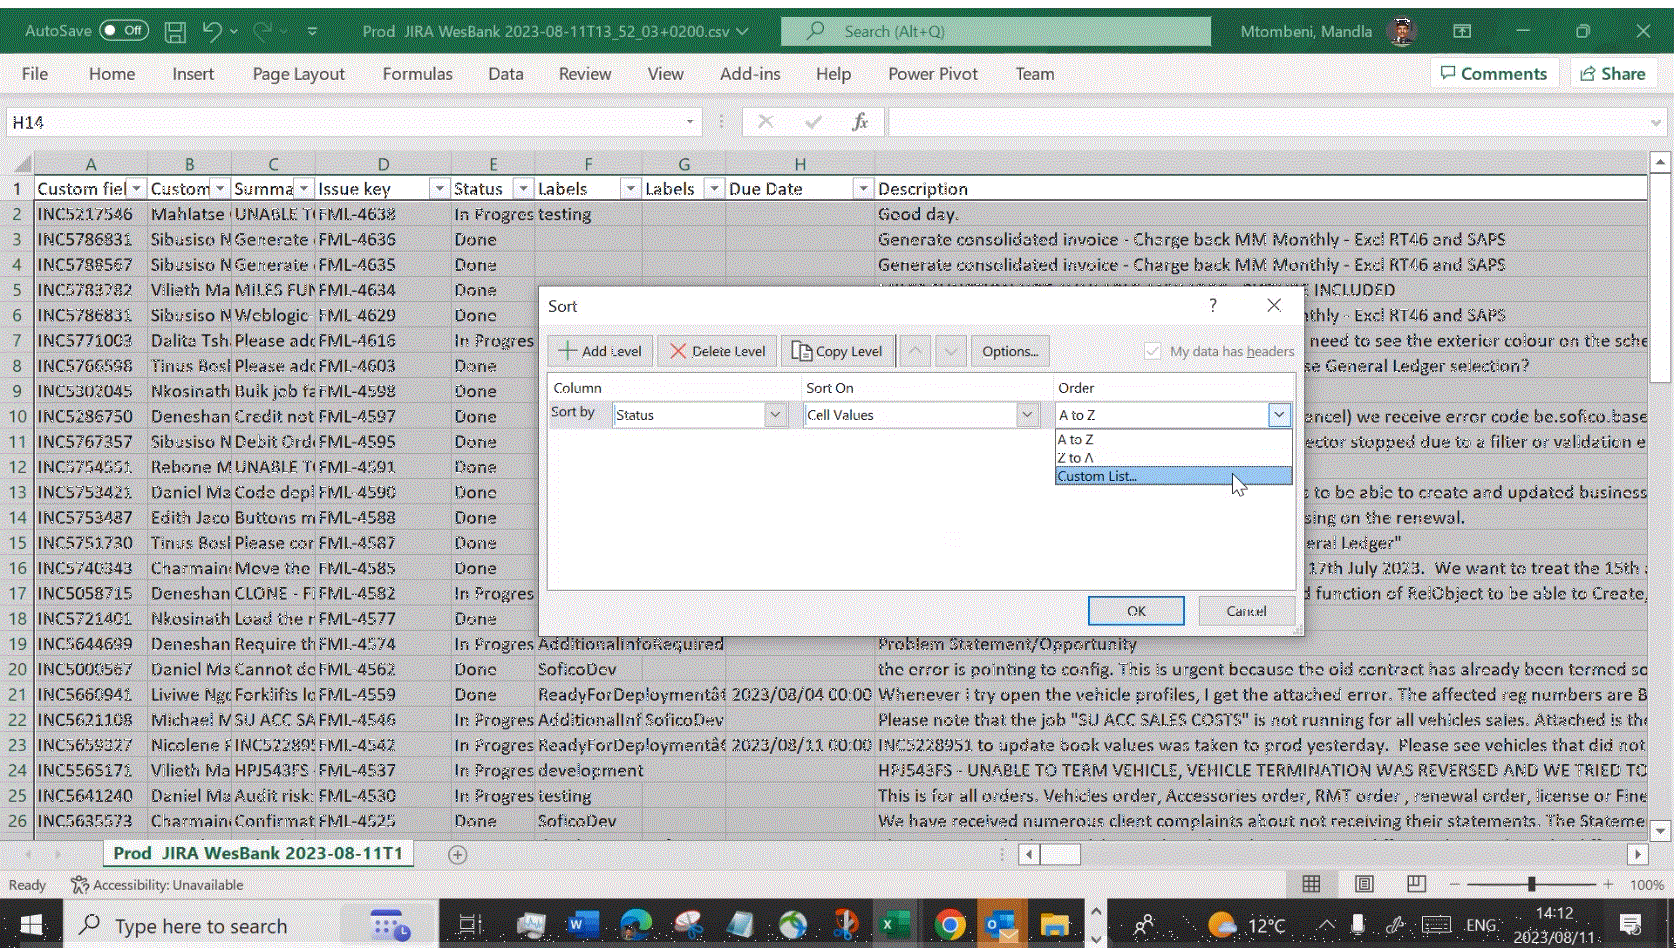 AutoSave Off Prod JIRA WesBank 2023-08-11T13_52_03+0200.csv Search (Alt+Q) Mtombeni, Mandla
File Home Insert Page Layout Formulas Data Review View Add-ins Help Power Pivot Team Comments Share
H14 fx
A B C D E F G H
1 Custom fiel Custom Summa Issue key Status Labels Labels Due Date Description
2 INC5217546 Mahlatse UNABLE T FML-4638 In Progres testing Good day.
3 INC5786831 Sibusiso N Generate FML-4636 Done Generate consolidated invoice - Charge back MM Monthly - Excl RT46 and SAPS
4 INC5788567 Sibusiso N Generate FML-4635 Done Generate consolidated invoice - Charge back MM Monthly - Excl RT46 and SAPS
5 INC5783782 Vilieth Ma MILES FUN FML-4634 Done INCLUDED
6 INC5786831 Sibusiso N Weblogic FML-4629 Done thly - Excl RT46 and SAPS
7 INC5771003 Dalita Tsh Please add FML-4616 In Progress need to see the exterior colour on the sche
8 INC5766598 Tinus Bosl Please add FML-4603 Done se General Ledger selection?
9 INC5302045 Nkosinath Bulk job fa FML-4598 Done
10 INC5286750 Deneshan Credit not FML-4597 Done ancel) we receive error code be.sofico.base
11 INC5767357 Sibusiso N Debit Orde FML-4595 Done ector stopped due to a filter or validation e
12 INC5754551 Rebone M UNABLE T FML-4591 Done
13 INC5753421 Daniel Ma Code depl FML-4590 Done to be able to create and updated business
14 INC5753487 Edith Jaco Buttons m FML-4588 Done sing on the renewal.
15 INC5751730 Tinus Bosl Please cor FML-4587 Done eral Ledger"
16 INC5740343 Charmain Move the FML-4585 Done 17th July 2023. We want to treat the 15th
17 INC5058715 Deneshan CLONE - F FML-4582 In Progress d function of RelObject to be able to Create,
18 INC5721401 Nkosinath Load the r FML-4577 Done
19 INC5644699 Deneshan Require th FML-4574 In Progres AdditionalInfoRequired Problem Statement/Opportunity
20 INC5000567 Daniel Ma Cannot de FML-4562 Done SoficoDev the error is pointing to config. This is urgent because the old contract has already been termed so
21 INC5660941 Liviwe Ngc Forklifts lo FML-4559 Done ReadyForDeploymentâ€ 2023/08/04 00:00 Whenever i try open the vehicle profiles, I get the attached error. The affected reg numbers are B
22 INC5621108 Michael M SU ACC SA FML-4546 In Progres AdditionalInf SoficoDev Please note that the job "SU ACC SALES COSTS" is not running for all vehicles sales. Attached is the
23 INC5659327 Nicolene F INC522895 FML-4542 In Progres ReadyForDeploymentâ€ 2023/08/11 00:00 INC5228951 to update book values was taken to prod yesterday. Please see vehicles that did not
24 INC5565171 Vilieth Ma HPJ543FS FML-4537 In Progres development HPJ543FS - UNABLE TO TERM VEHICLE, VEHICLE TERMINATION WAS REVERSED AND WE TRIED TO
25 INC5641240 Daniel Ma Audit risk: FML-4530 In Progres testing This is for all orders. Vehicles order, Accessories order, RMT order , renewal order, license or Fine
26 INC5635573 Charmain Confirmat FML-4525 Done SoficoDev We have received numerous client complaints about not receiving their statements. The Stateme
Sort ?
Add Level Delete Level Copy Level Options... My data has headers
Column Sort On Order
Sort by Status Cell Values A to Z
A to Z
Z to A
Custom List...
OK Cancel
Prod JIRA WesBank 2023-08-11T1
Ready Accessibility: Unavailable 100%
Type here to search 12°C ENG 14:12
2023/08/11